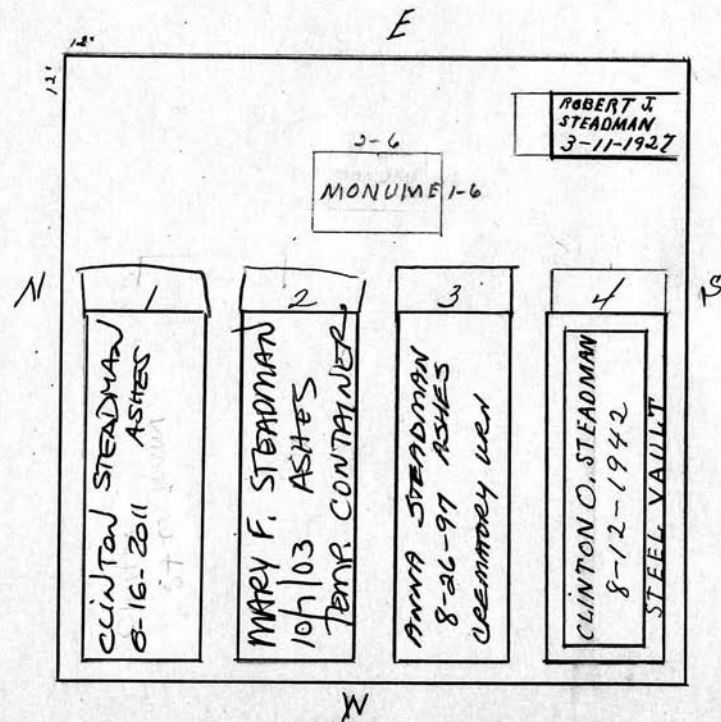 E
12'
12'
ROBERT J.
STEADMAN
3-11-1927
2-6
MONUME 1-6
N
S
1
2
3
4
CLINTON STEADMAN
8-16-2011 ASHES
MARY F. STEADMAN
10/1/03 ASHES
TEMP. CONTAINER
ANNA STEADMAN
8-26-97 ASHES
CREMATORY URN
CLINTON O. STEADMAN
8-12-1942
STEEL VAULT
W